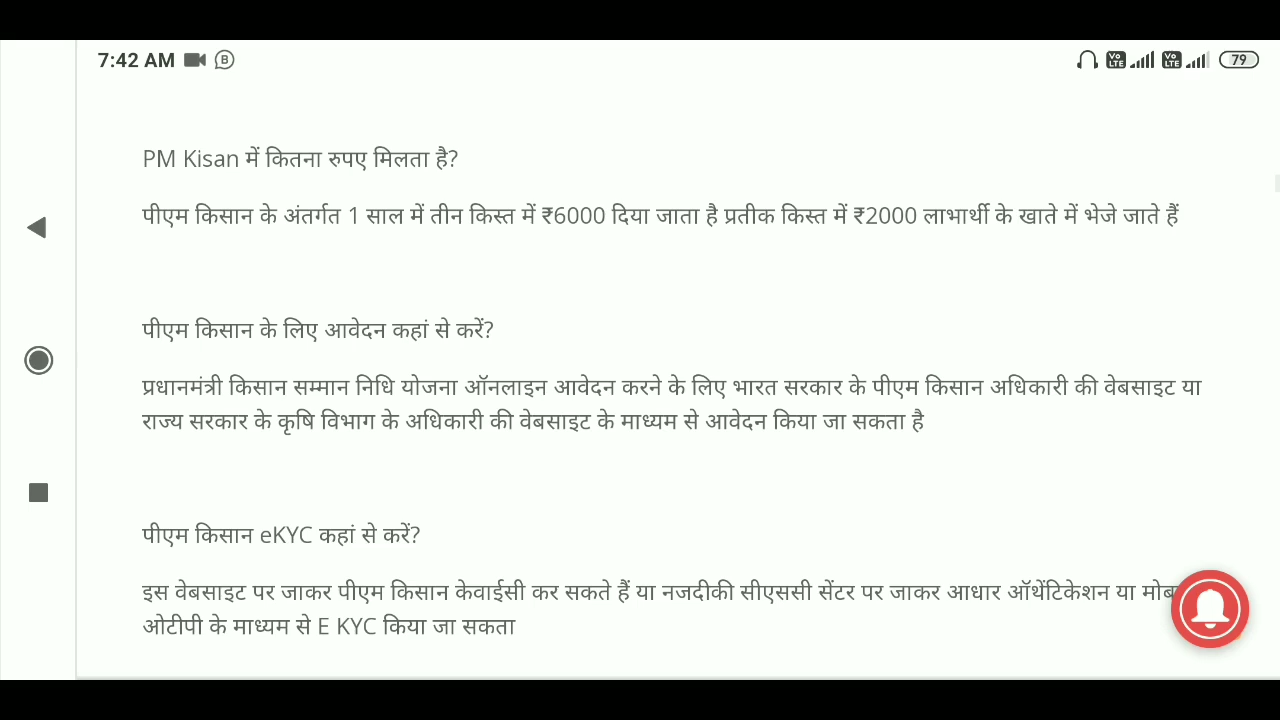 7:42 AM
79
PM Kisan में कितना रुपए मिलता है?
पीएम किसान के अंतर्गत 1 साल में तीन किस्त में ₹6000 दिया जाता है प्रतीक किस्त में ₹2000 लाभार्थी के खाते में भेजे जाते हैं
पीएम किसान के लिए आवेदन कहां से करें?
प्रधानमंत्री किसान सम्मान निधि योजना ऑनलाइन आवेदन करने के लिए भारत सरकार के पीएम किसान अधिकारी की वेबसाइट या
राज्य सरकार के कृषि विभाग के अधिकारी की वेबसाइट के माध्यम से आवेदन किया जा सकता है
पीएम किसान eKYC कहां से करें?
इस वेबसाइट पर जाकर पीएम किसान केवाईसी कर सकते हैं या नजदीकी सीएससी सेंटर पर जाकर आधार ऑथेंटिकेशन या
ओटीपी के माध्यम से E KYC किया जा सकता